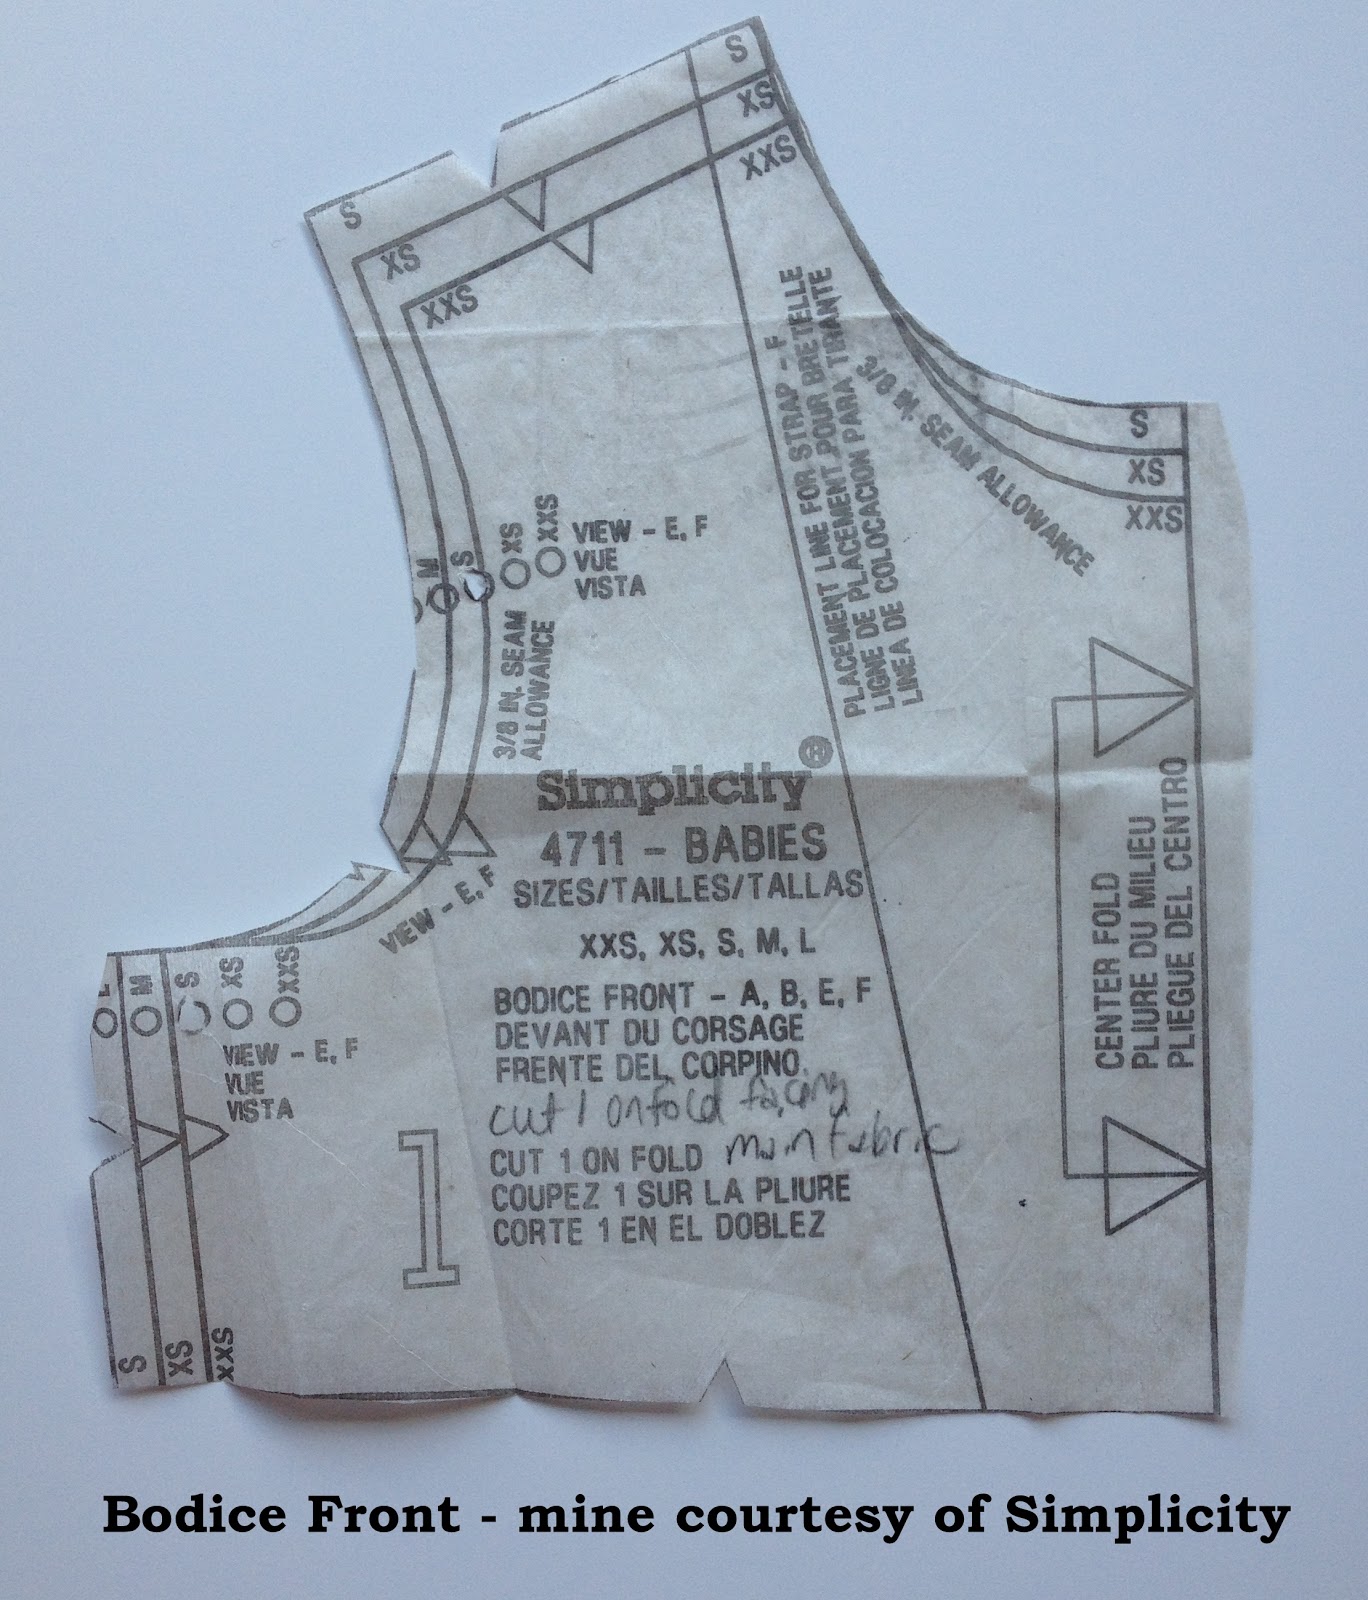 S
XS
XXS
S
XS
XXS
PLACEMENT LINE FOR STRAP - F
LIGNE DE PLACEMENT POUR BRETELLE
LINEA DE COLOCACION PARA TIRANTE
3/8 IN. SEAM ALLOWANCE
S
XS
XXS
M
S
XS
XXS
VIEW - E, F
VUE
VISTA
3/8 IN. SEAM
ALLOWANCE
Simplicity®
4711 - BABIES
SIZES/TAILLES/TALLAS
XXS, XS, S, M, L
VIEW - E, F
BODICE FRONT - A, B, E, F
DEVANT DU CORSAGE
FRENTE DEL CORPINO
cut 1 on fold facing
CUT 1 ON FOLD main fabric
COUPEZ 1 SUR LA PLIURE
CORTE 1 EN EL DOBLEZ
CENTER FOLD
PLIURE DU MILIEU
PLIEGUE DEL CENTRO
L
M
S
XS
XXS
VIEW - E, F
VUE
VISTA
1
S
XS
XXS
Bodice Front - mine courtesy of Simplicity